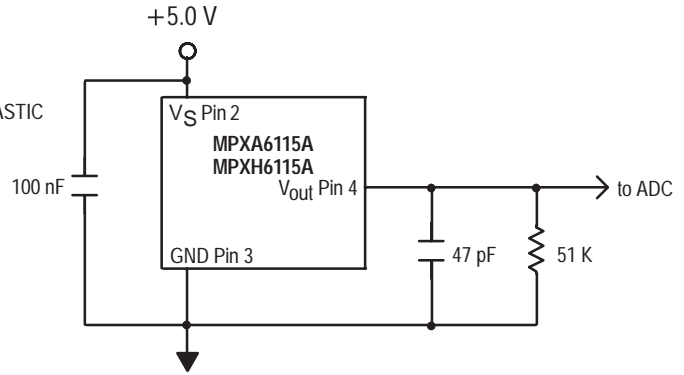 +5.0 V
ASTIC
VS Pin 2
MPXA6115A
MPXH6115A
100 nF
Vout Pin 4
to ADC
GND Pin 3
47 pF
51 K